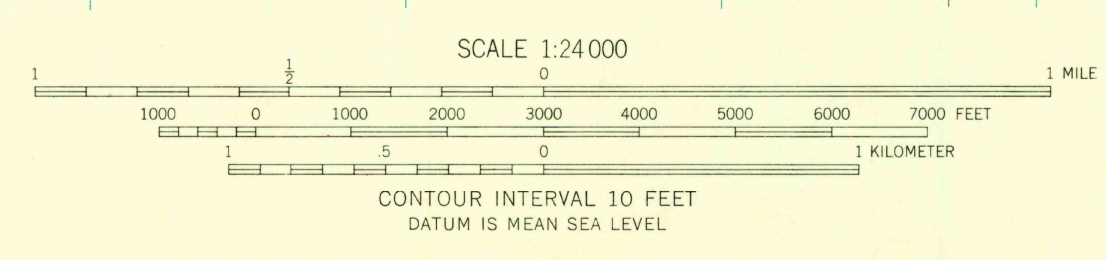 SCALE 1:24 000
1 ½ 0 1 MILE
1000 0 1000 2000 3000 4000 5000 6000 7000 FEET
1 .5 0 1 KILOMETER
CONTOUR INTERVAL 10 FEET
DATUM IS MEAN SEA LEVEL